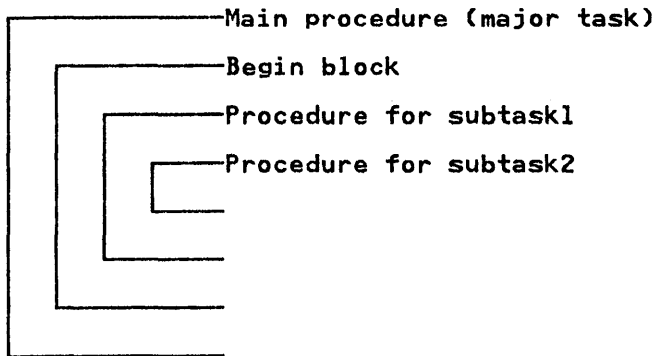 Main procedure (major task)
Begin block
Procedure for subtask1
Procedure for subtask2